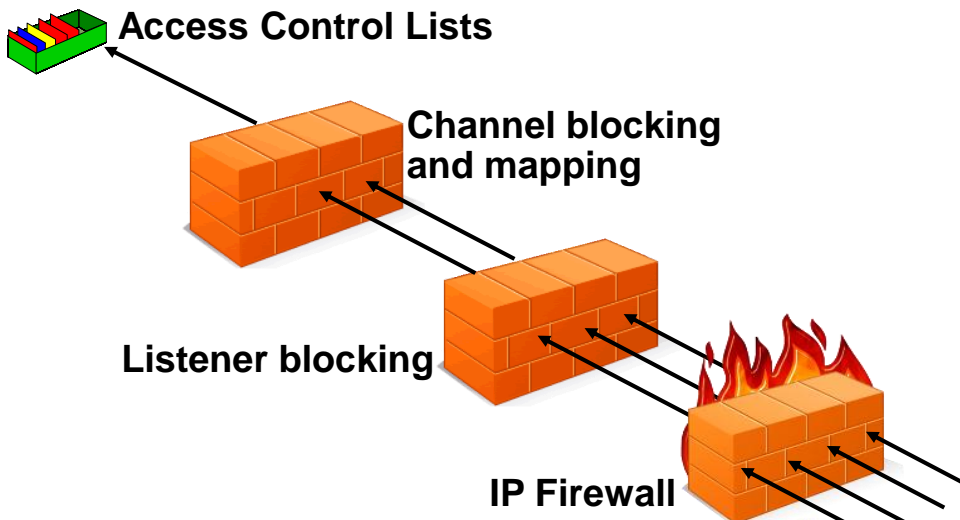 Access Control Lists
Channel blocking
and mapping
Listener blocking
IP Firewall